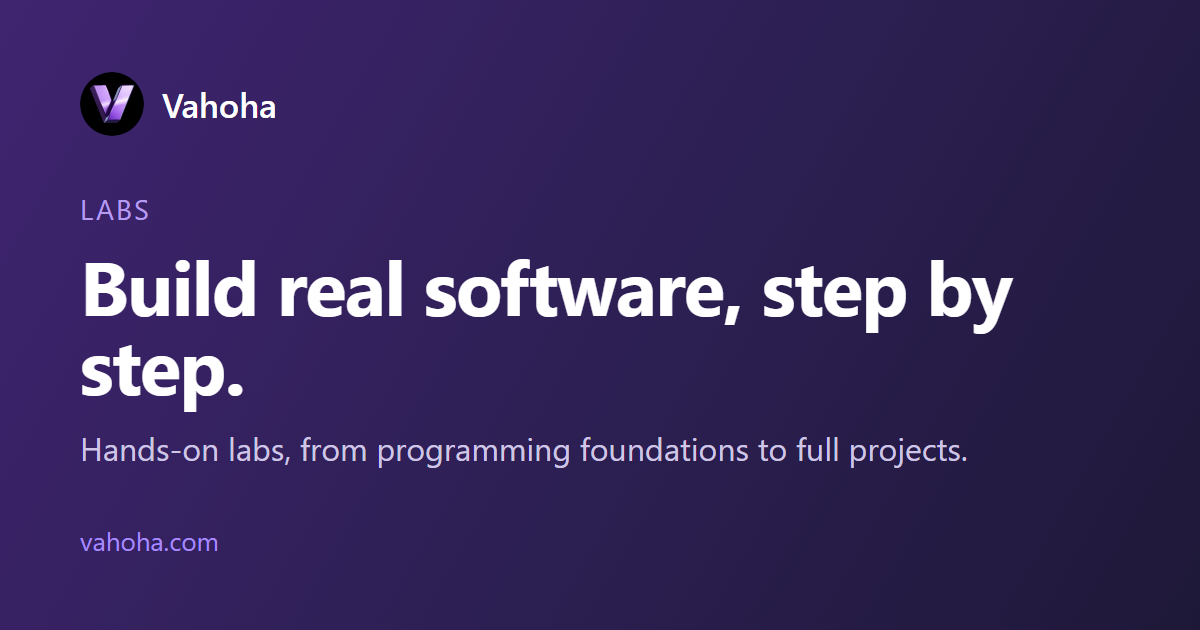 Vahoha
LABS
Build real software, step by
step.
Hands-on labs, from programming foundations to full projects.
vahoha.com